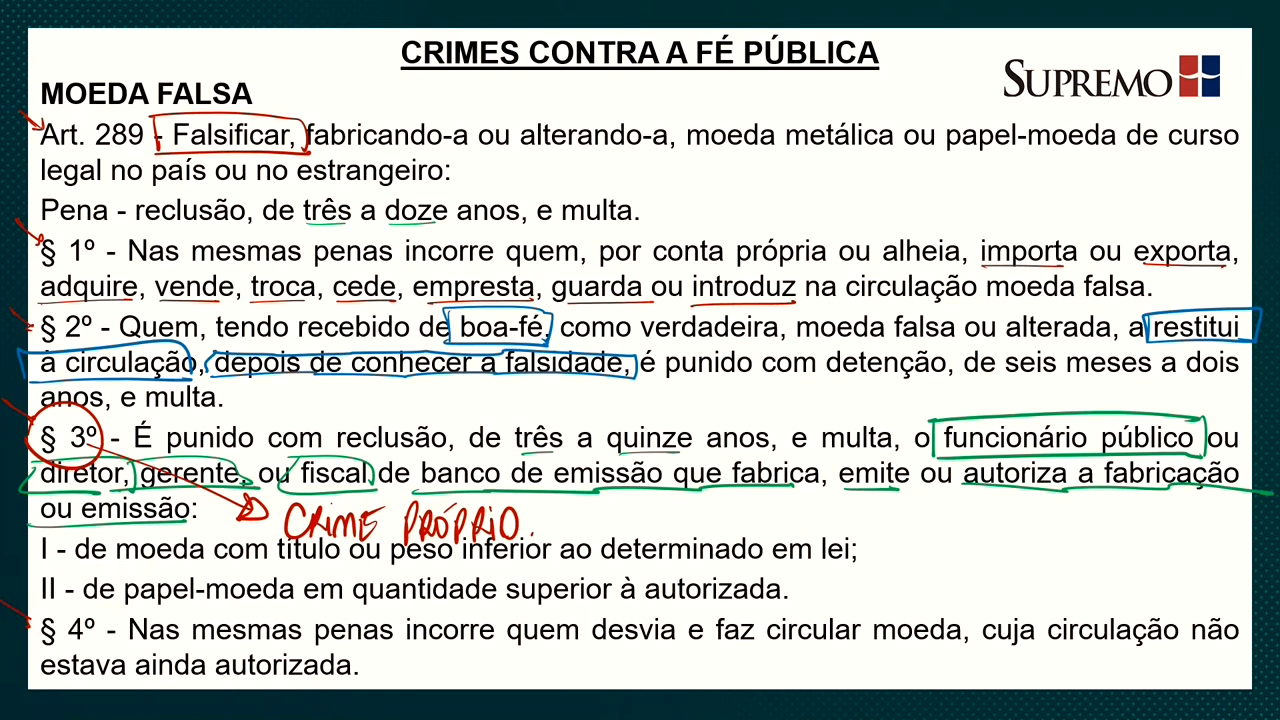 CRIMES CONTRA A FÉ PÚBLICA
SUPREMO
MOEDA FALSA
Art. 289 - Falsificar, fabricando-a ou alterando-a, moeda metálica ou papel-moeda de curso
legal no país ou no estrangeiro:
Pena - reclusão, de três a doze anos, e multa.
§ 1º - Nas mesmas penas incorre quem, por conta própria ou alheia, importa ou exporta,
adquire, vende, troca, cede, empresta, guarda ou introduz na circulação moeda falsa.
§ 2º - Quem, tendo recebido de boa-fé, como verdadeira, moeda falsa ou alterada, a restitui
à circulação, depois de conhecer a falsidade, é punido com detenção, de seis meses a dois
anos, e multa.
§ 3º - É punido com reclusão, de três a quinze anos, e multa, o funcionário público ou
diretor, gerente, ou fiscal de banco de emissão que fabrica, emite ou autoriza a fabricação
ou emissão:
CRIME PRÓPRIO.
I - de moeda com título ou peso inferior ao determinado em lei;
II - de papel-moeda em quantidade superior à autorizada.
§ 4º - Nas mesmas penas incorre quem desvia e faz circular moeda, cuja circulação não
estava ainda autorizada.